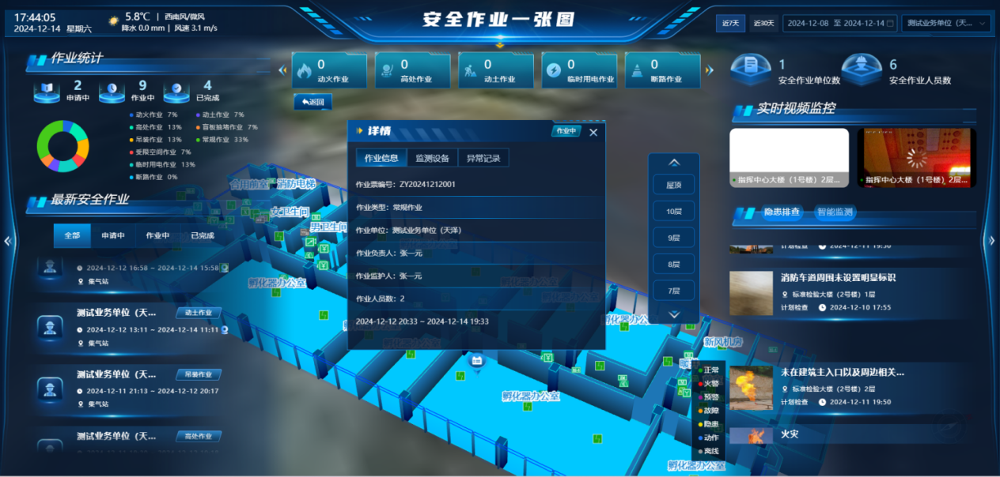 17:44:05
2024-12-14 星期六
5.8℃ | 西南风/微风
降水 0.0 mm | 风速 3.1 m/s
安全作业一张图
近7天 近30天 2024-12-08 至 2024-12-14 测试业务单位（天...
作业统计
2 申请中
9 作业中
4 已完成
动火作业 7% 动土作业 7%
高处作业 13% 盲板抽堵作业 7%
吊装作业 13% 常规作业 33%
受限空间作业 7%
临时用电作业 13%
断路作业 0%
最新安全作业
全部 申请中 作业中 已完成
2024-12-12 16:58 ~ 2024-12-14 15:58
集气站
测试业务单位（天... 动土作业
2024-12-12 13:11 ~ 2024-12-14 11:11
集气站
测试业务单位（天... 吊装作业
2024-12-11 21:13 ~ 2024-12-12 20:17
集气站
测试业务单位（天... 高处作业
0 动火作业
0 高处作业
0 动土作业
0 临时用电作业
0 断路作业
返回
合用前室 消防电梯
女卫生间
男卫生间
孵化器办公室
详情 作业中
作业信息 监测设备 异常记录
作业票编号：ZY20241212001
作业类型：常规作业
作业单位：测试业务单位（天泽）
作业负责人：张一元
作业监护人：张一元
作业人员数：2
2024-12-12 20:33 ~ 2024-12-14 19:33
屋顶
10层
9层
8层
7层
孵化器办公
新风机房
孵化器办公室
孵化器办公室
正常
火警
预警
故障
隐患
动作
离线
1 安全作业单位数
6 安全作业人员数
实时视频监控
指挥中心大楼（1号楼）2层...
指挥中心大楼（1号楼）2层...
隐患排查 智能监测
计划检查 2024-12-11 19:50
消防车道周围未设置明显标识
标准检验大楼（2号楼）1层
计划检查 2024-12-10 17:55
未在建筑主入口以及周边相关...
标准检验大楼（2号楼）2层
计划检查 2024-12-11 19:50
火灾